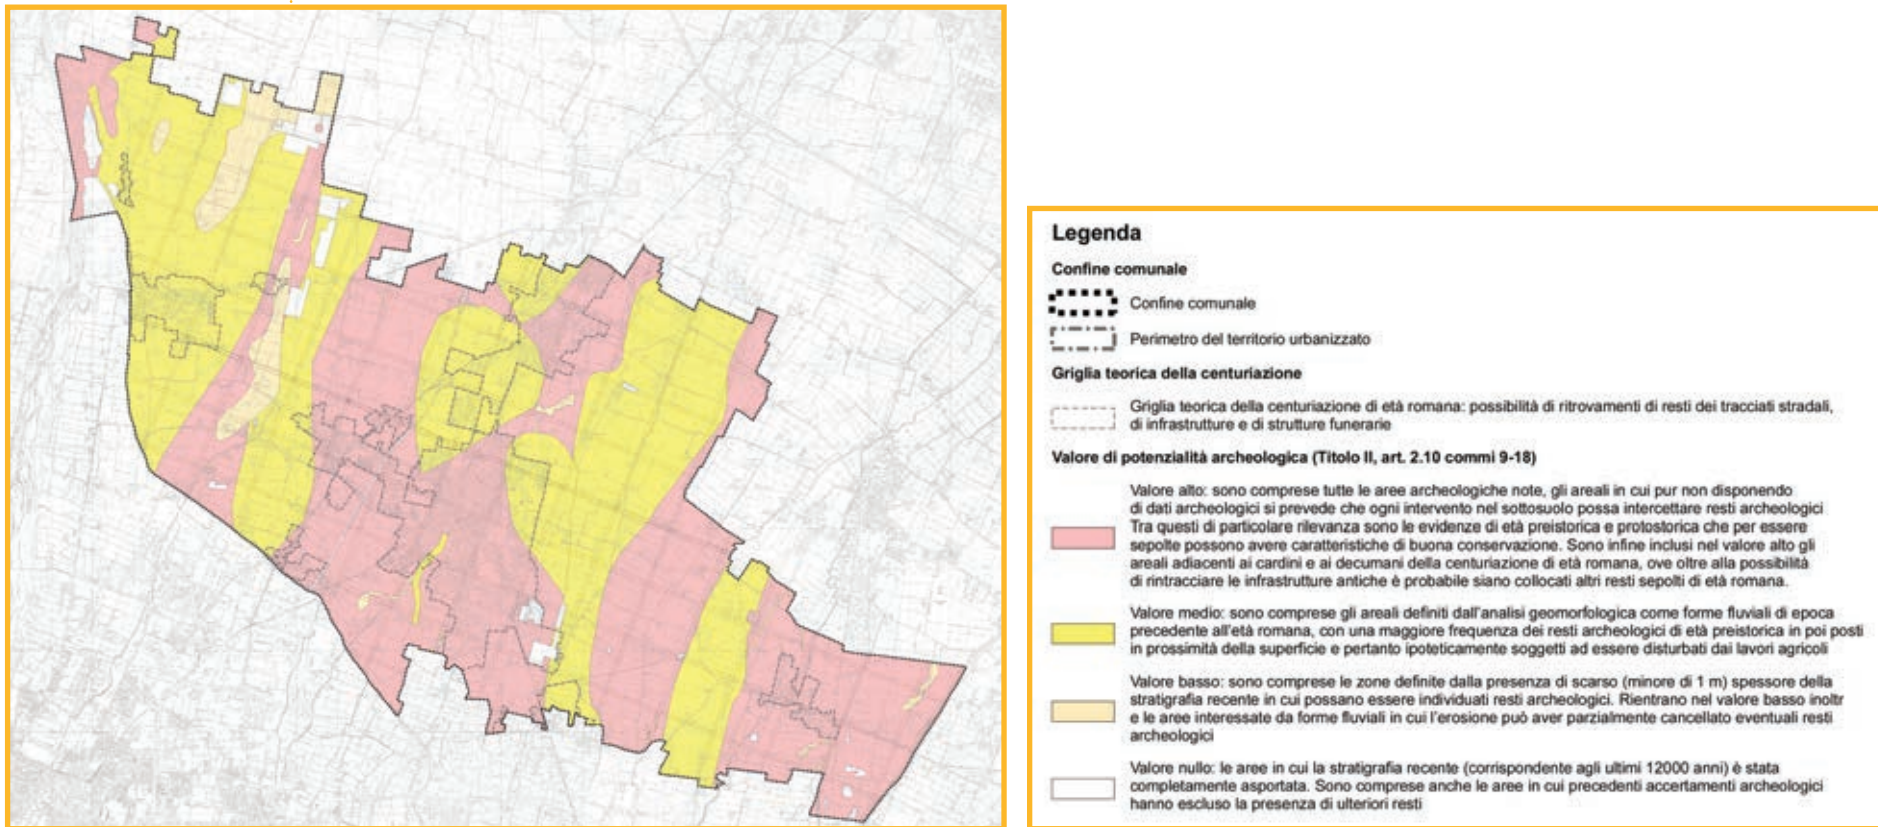 Legenda
Confine comunale
Confine comunale
Perimetro del territorio urbanizzato
Griglia teorica della centuriazione
Griglia teorica della centuriazione di età romana: possibilità di ritrovamenti di resti dei tracciati stradali,
di infrastrutture e di strutture funerarie
Valore di potenzialità archeologica (Titolo II, art. 2.10 commi 9-18)
Valore alto: sono comprese tutte le aree archeologiche note, gli areali in cui pur non disponendo
di dati archeologici si prevede che ogni intervento nel sottosuolo possa intercettare resti archeologici
Tra questi di particolare rilevanza sono le evidenze di età preistorica e protostorica che per essere
sepolte possono avere caratteristiche di buona conservazione. Sono infine inclusi nel valore alto gli
areali adiacenti ai cardini e ai decumani della centuriazione di età romana, ove oltre alla possibilità
di rintracciare le infrastrutture antiche è probabile siano collocati altri resti sepolti di età romana.
Valore medio: sono comprese gli areali definiti dall'analisi geomorfologica come forme fluviali di epoca
precedente all'età romana, con una maggiore frequenza dei resti archeologici di età preistorica in poi posti
in prossimità della superficie e pertanto ipoteticamente soggetti ad essere disturbati dai lavori agricoli
Valore basso: sono comprese le zone definite dalla presenza di scarso (minore di 1 m) spessore della
stratigrafia recente in cui possano essere individuati resti archeologici. Rientrano nel valore basso inoltr
e le aree interessate da forme fluviali in cui l'erosione può aver parzialmente cancellato eventuali resti
archeologici
Valore nullo: le aree in cui la stratigrafia recente (corrispondente agli ultimi 12000 anni) è stata
completamente asportata. Sono comprese anche le aree in cui precedenti accertamenti archeologici
hanno escluso la presenza di ulteriori resti